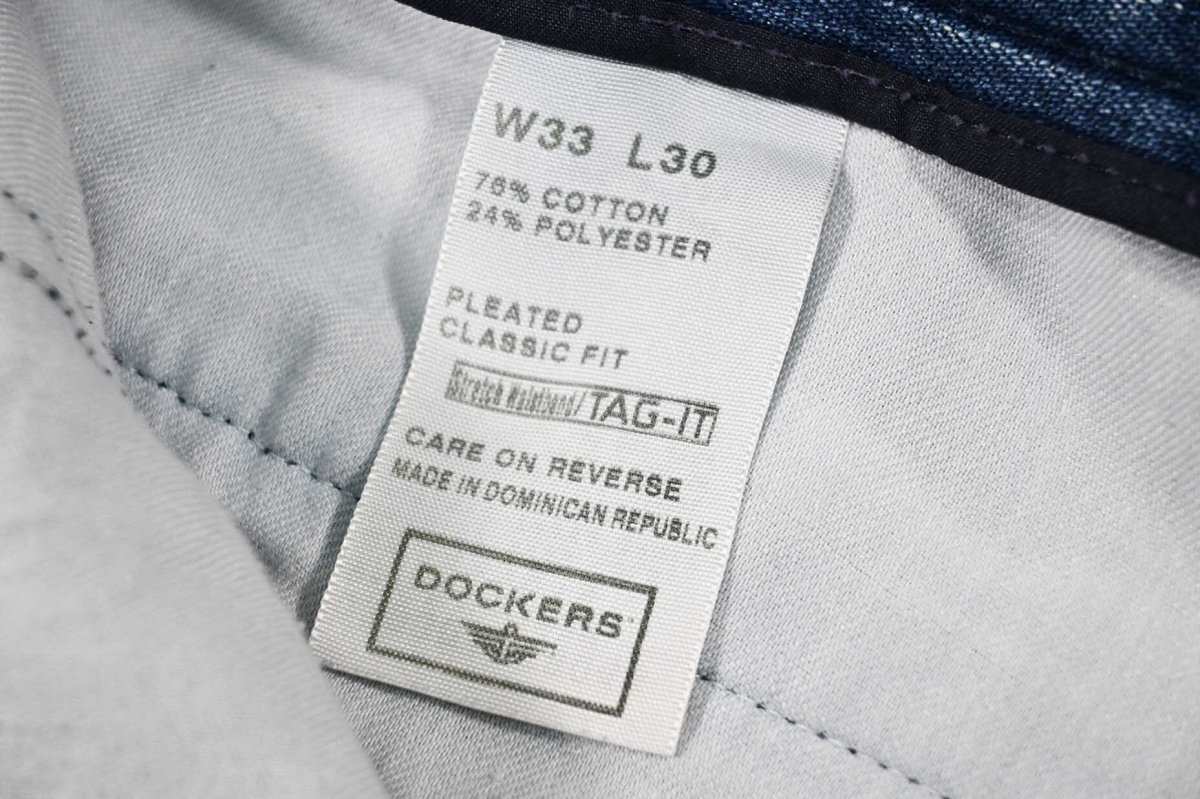 W33 L30
76% COTTON
24% POLYESTER
PLEATED
CLASSIC FIT
Stretch Waistband/TAG-IT
CARE ON REVERSE
MADE IN DOMINICAN REPUBLIC
DOCKERS